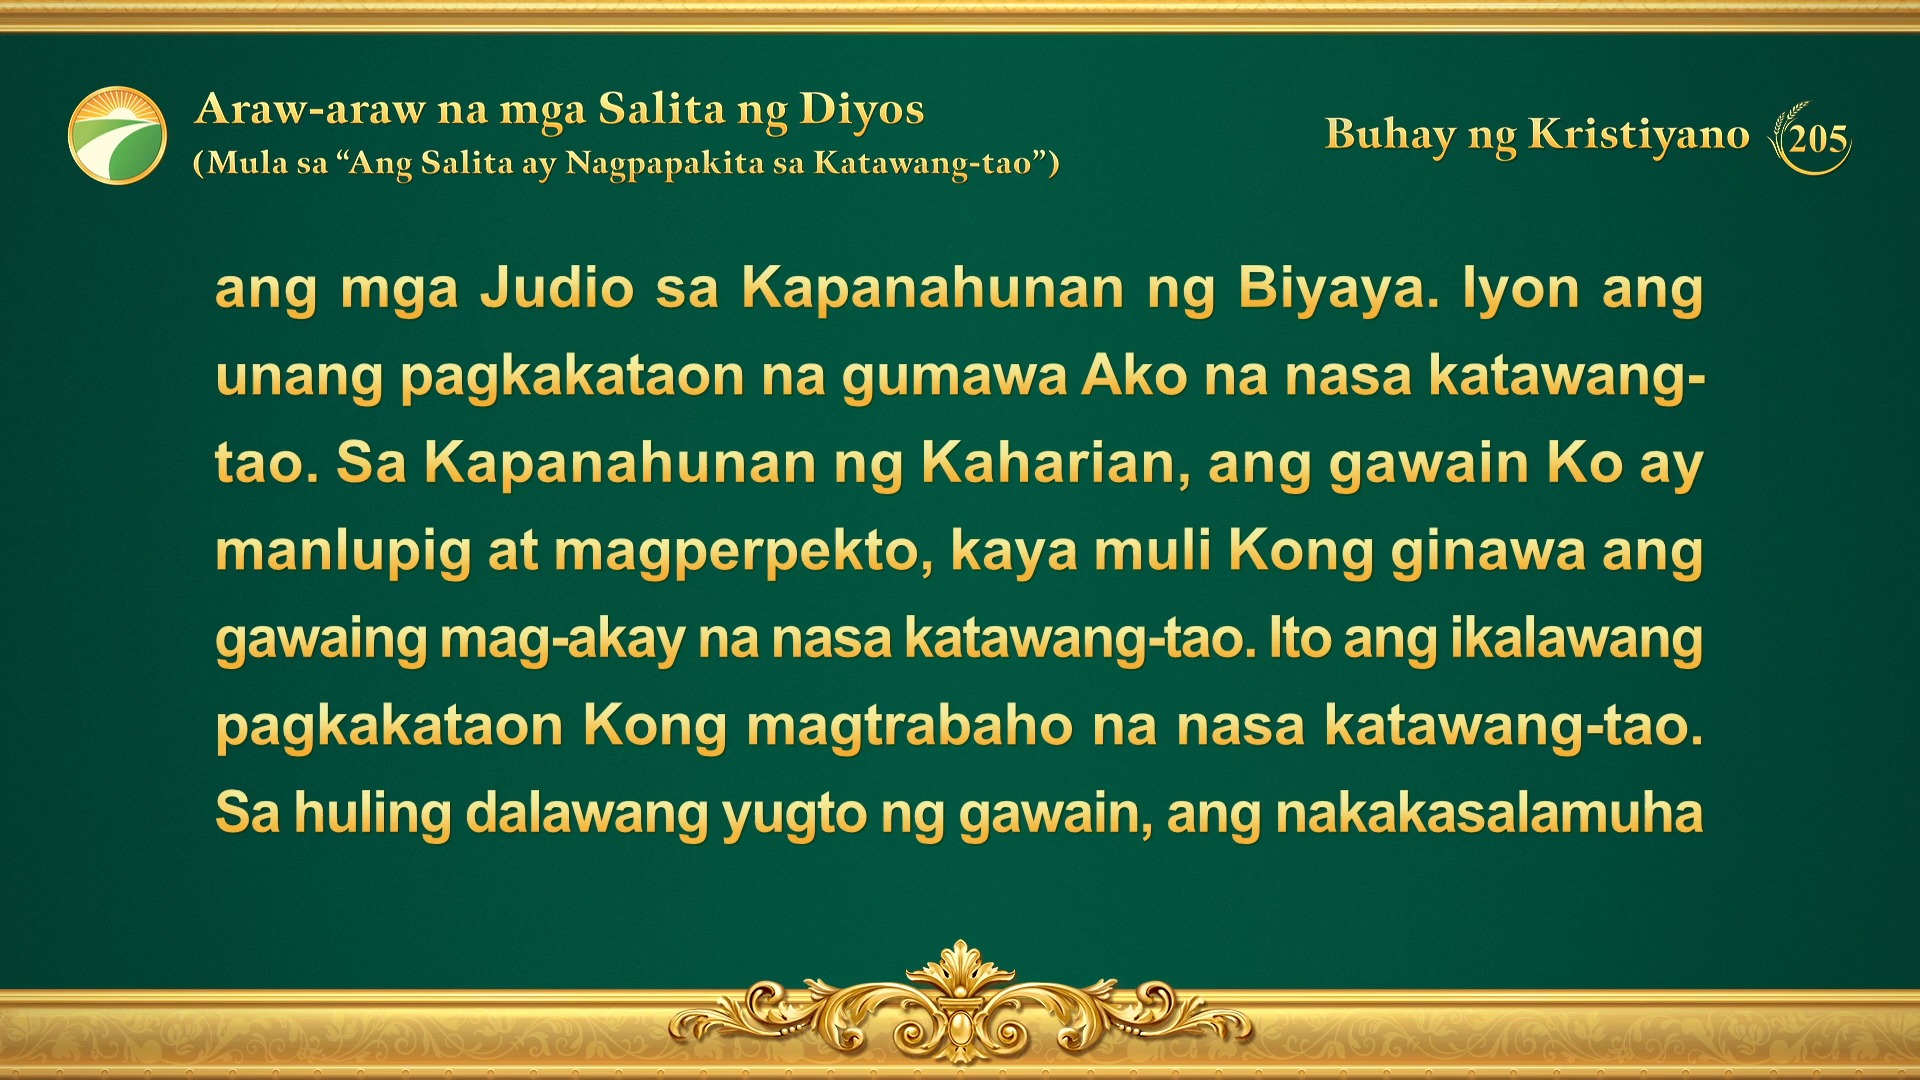 Araw-araw na mga Salita ng Diyos
(Mula sa “Ang Salita ay Nagpapakita sa Katawang-tao”)
Buhay ng Kristiyano 205
ang mga Judio sa Kapanahunan ng Biyaya. Iyon ang
unang pagkakataon na gumawa Ako na nasa katawang-
tao. Sa Kapanahunan ng Kaharian, ang gawain Ko ay
manlupig at magperpekto, kaya muli Kong ginawa ang
gawaing mag-akay na nasa katawang-tao. Ito ang ikalawang
pagkakataon Kong magtrabaho na nasa katawang-tao.
Sa huling dalawang yugto ng gawain, ang nakakasalamuha